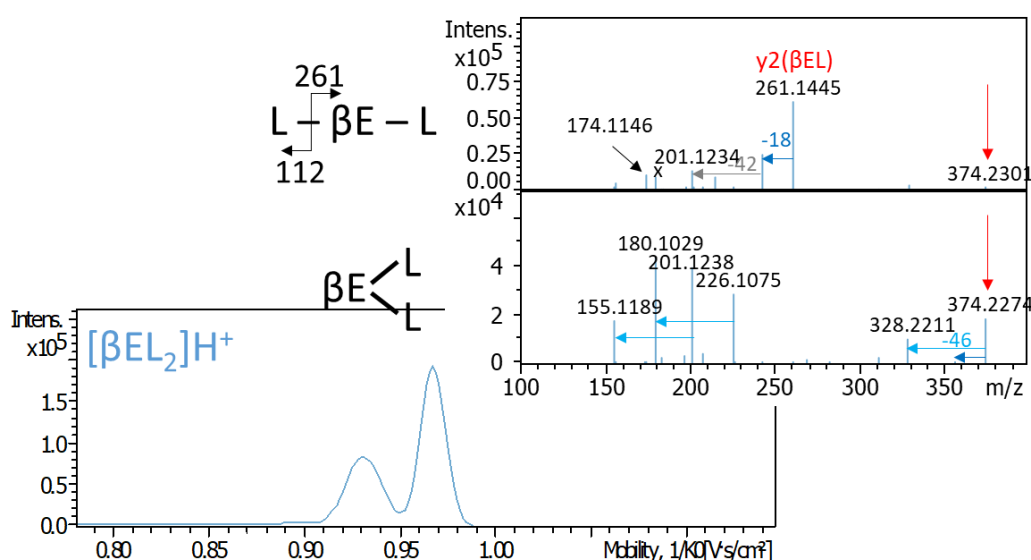 Intens.
x10⁵
0.75
0.50
0.25
0.00
y2(βEL)
261.1445
174.1146
x
201.1234
-42
-18
374.2301
261
L – βE – L
112
x10⁴
4
2
0
180.1029
201.1238
226.1075
155.1189
328.2211
374.2274
-46
100 150 200 250 300 350 m/z
βE
L
L
Intens.
x10⁵
1.5
1.0
0.5
0.0
[βEL₂]H⁺
0.80 0.85 0.90 0.95 1.00 Mobility, 1/K0[V·s/cm²]